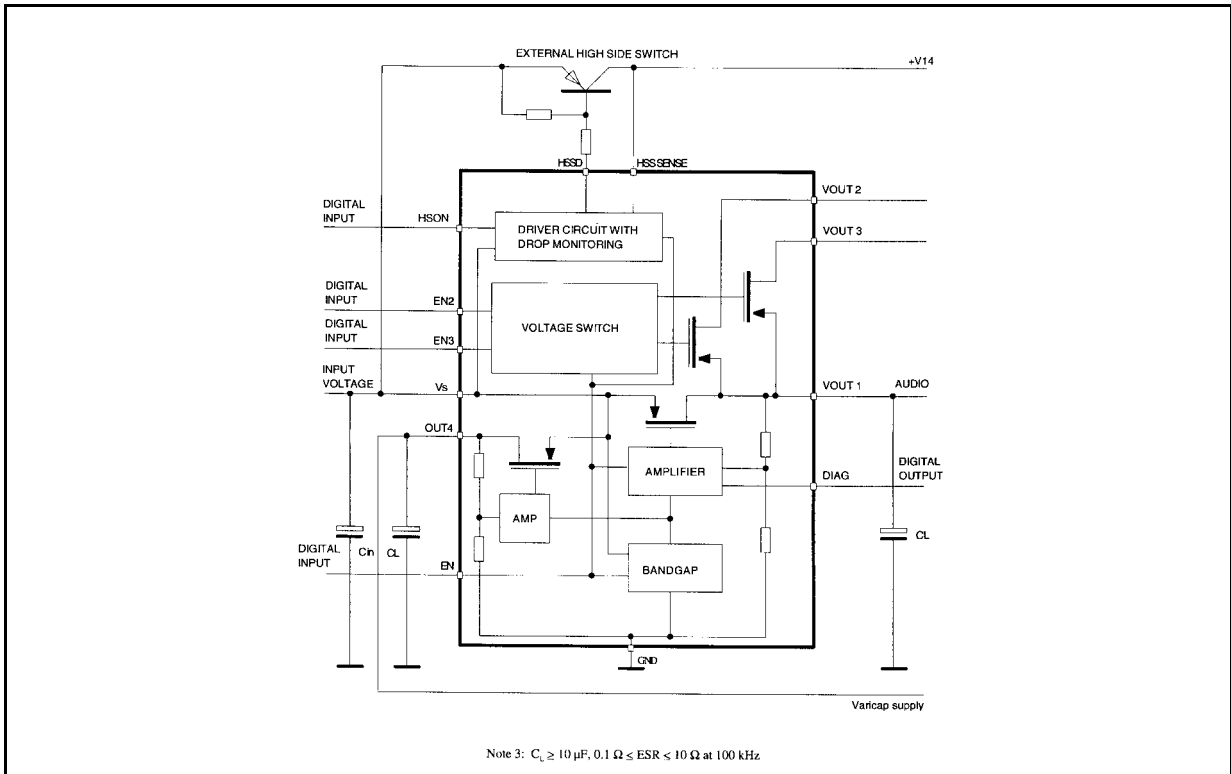 EXTERNAL HIGH SIDE SWITCH
+V14
HSSD
HSSSENSE
VOUT 2
DIGITAL
INPUT
HSON
DRIVER CIRCUIT WITH
DROP MONITORING
VOUT 3
DIGITAL
INPUT
EN2
VOLTAGE SWITCH
DIGITAL
INPUT
EN3
INPUT
VOLTAGE
Vs
VOUT 1
AUDIO
OUT4
AMPLIFIER
DIAG
DIGITAL
OUTPUT
AMP
Cin
CL
CL
DIGITAL
INPUT
EN
BANDGAP
GND
Varicap supply
Note 3: CL ≥ 10 µF, 0.1 Ω ≤ ESR ≤ 10 Ω at 100 kHz